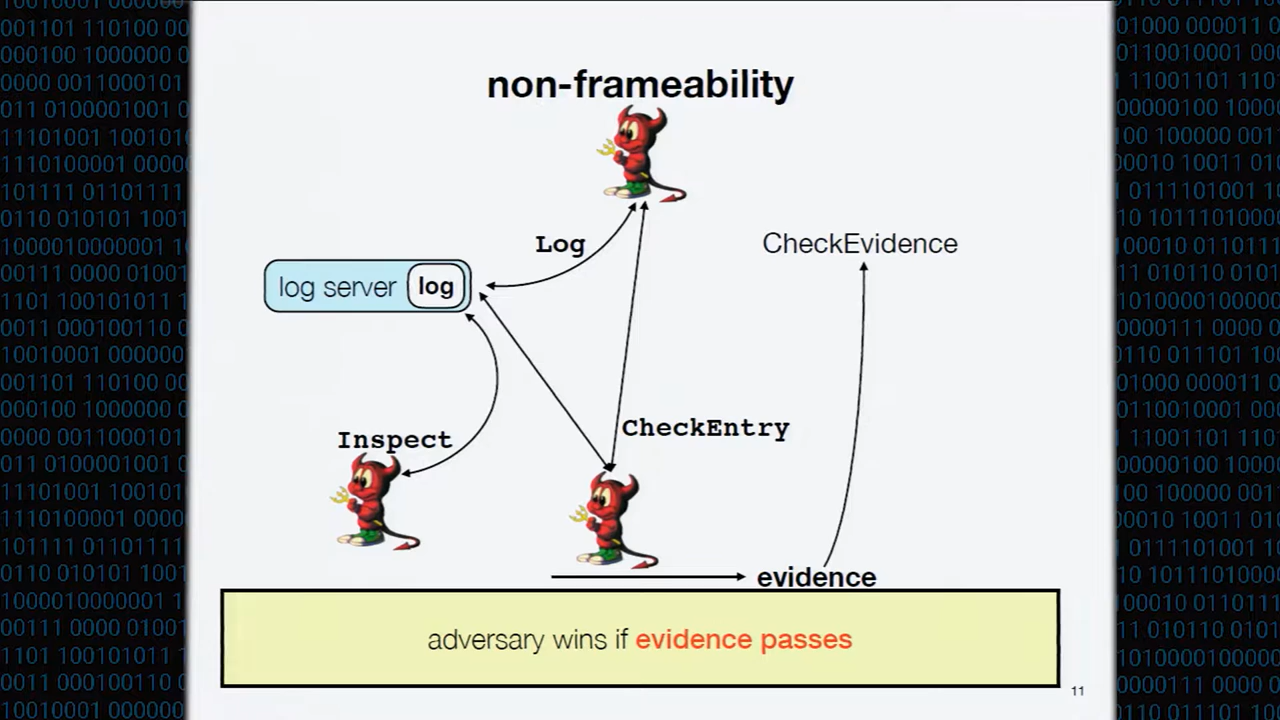 non-frameability
Log
CheckEvidence
log server log
Inspect
CheckEntry
evidence
adversary wins if evidence passes
11